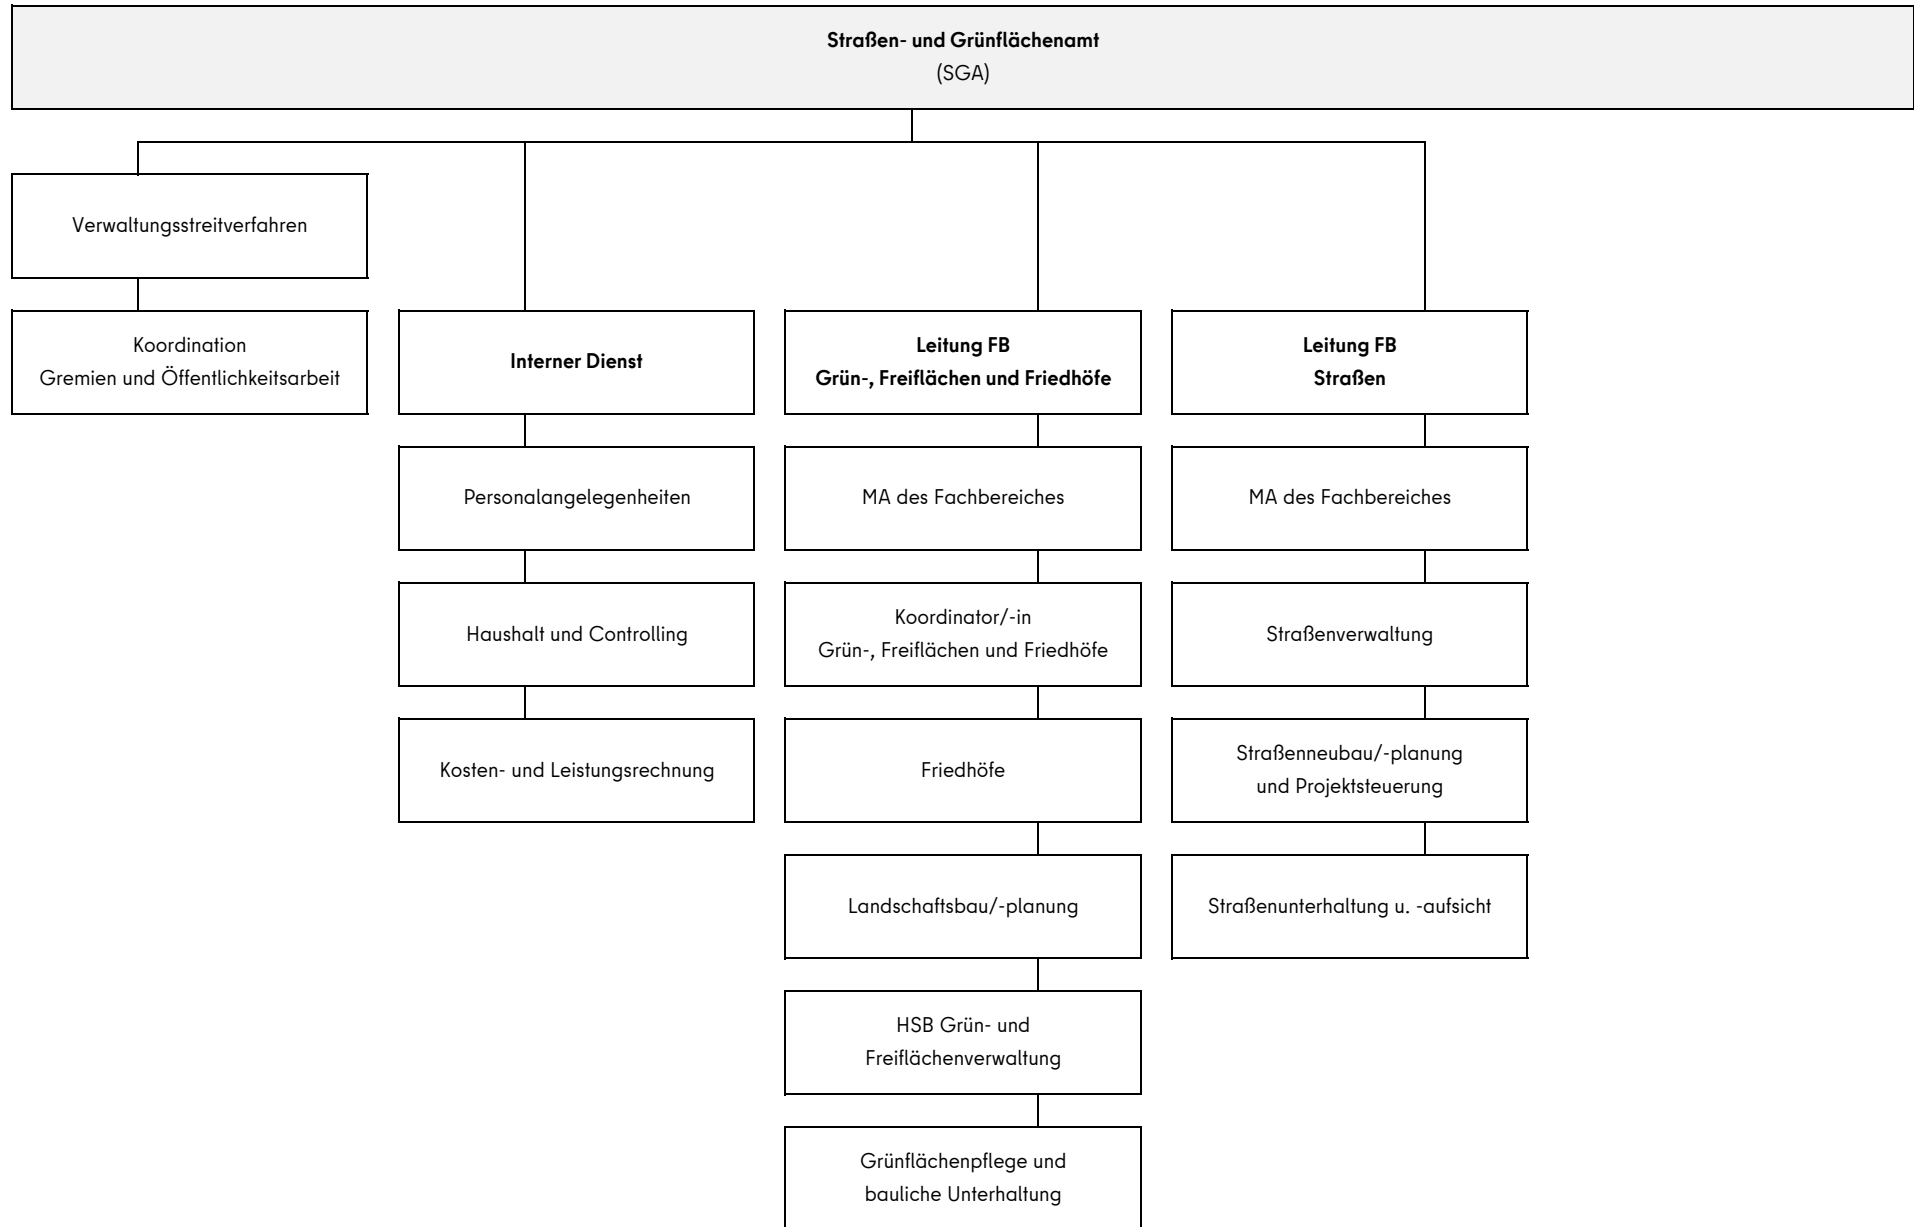 Straßen- und Grünflächenamt
(SGA)
Verwaltungsstreitverfahren
Koordination
Gremien und Öffentlichkeitsarbeit
Interner Dienst
Personalangelegenheiten
Haushalt und Controlling
Kosten- und Leistungsrechnung
Leitung FB
Grün-, Freiflächen und Friedhöfe
MA des Fachbereiches
Koordinator/-in
Grün-, Freiflächen und Friedhöfe
Friedhöfe
Landschaftsbau/-planung
HSB Grün- und
Freiflächenverwaltung
Grünflächenpflege und
bauliche Unterhaltung
Leitung FB
Straßen
MA des Fachbereiches
Straßenverwaltung
Straßenneubau/-planung
und Projektsteuerung
Straßenunterhaltung u. -aufsicht